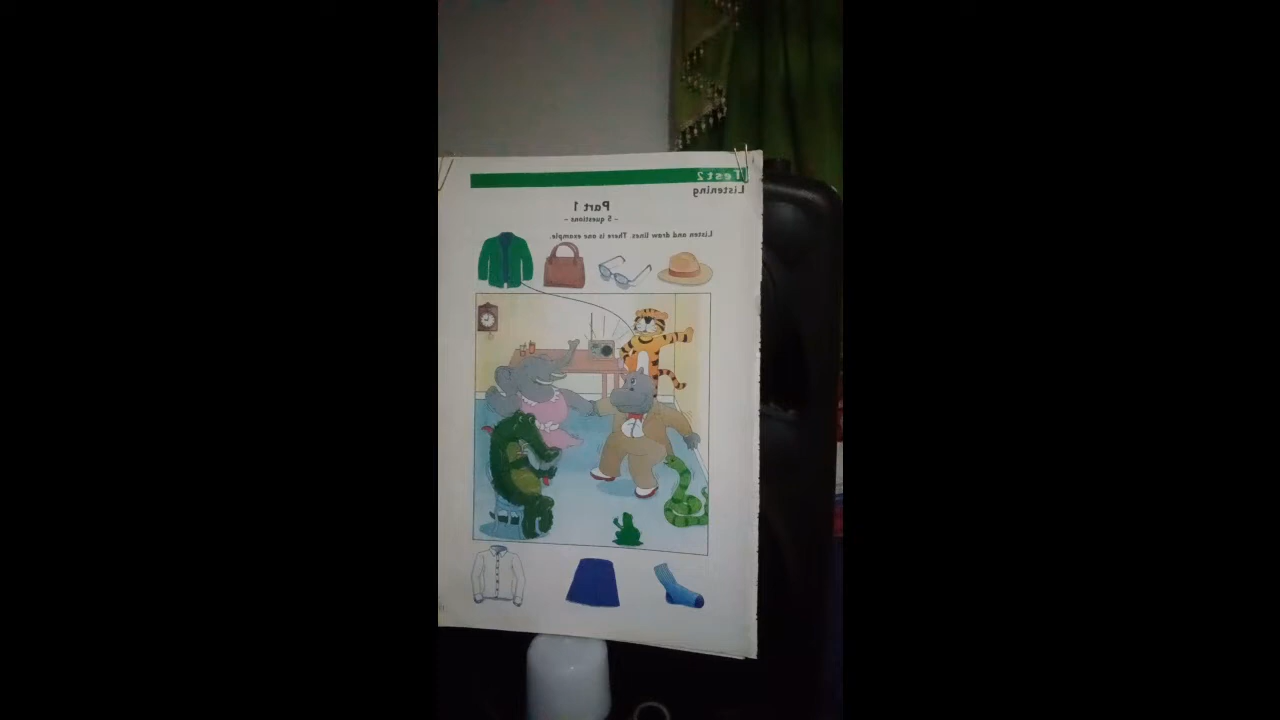 Test 2
Listening
Part 1
– 5 questions –
Listen and draw lines. There is one example.